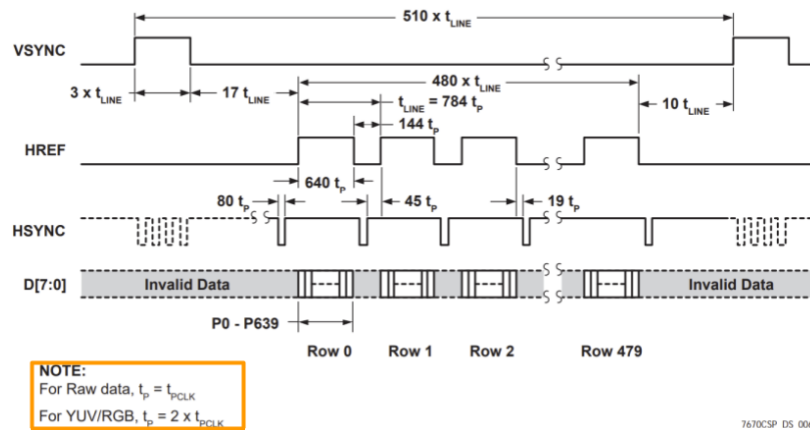 510 x tLINE
VSYNC
480 x tLINE
3 x tLINE
17 tLINE
tLINE = 784 tP
10 tLINE
144 tP
HREF
640 tP
80 tP
45 tP
19 tP
HSYNC
D[7:0]
Invalid Data
Invalid Data
P0 - P639
Row 0
Row 1
Row 2
Row 479
NOTE:
For Raw data, tP = tPCLK
For YUV/RGB, tP = 2 x tPCLK